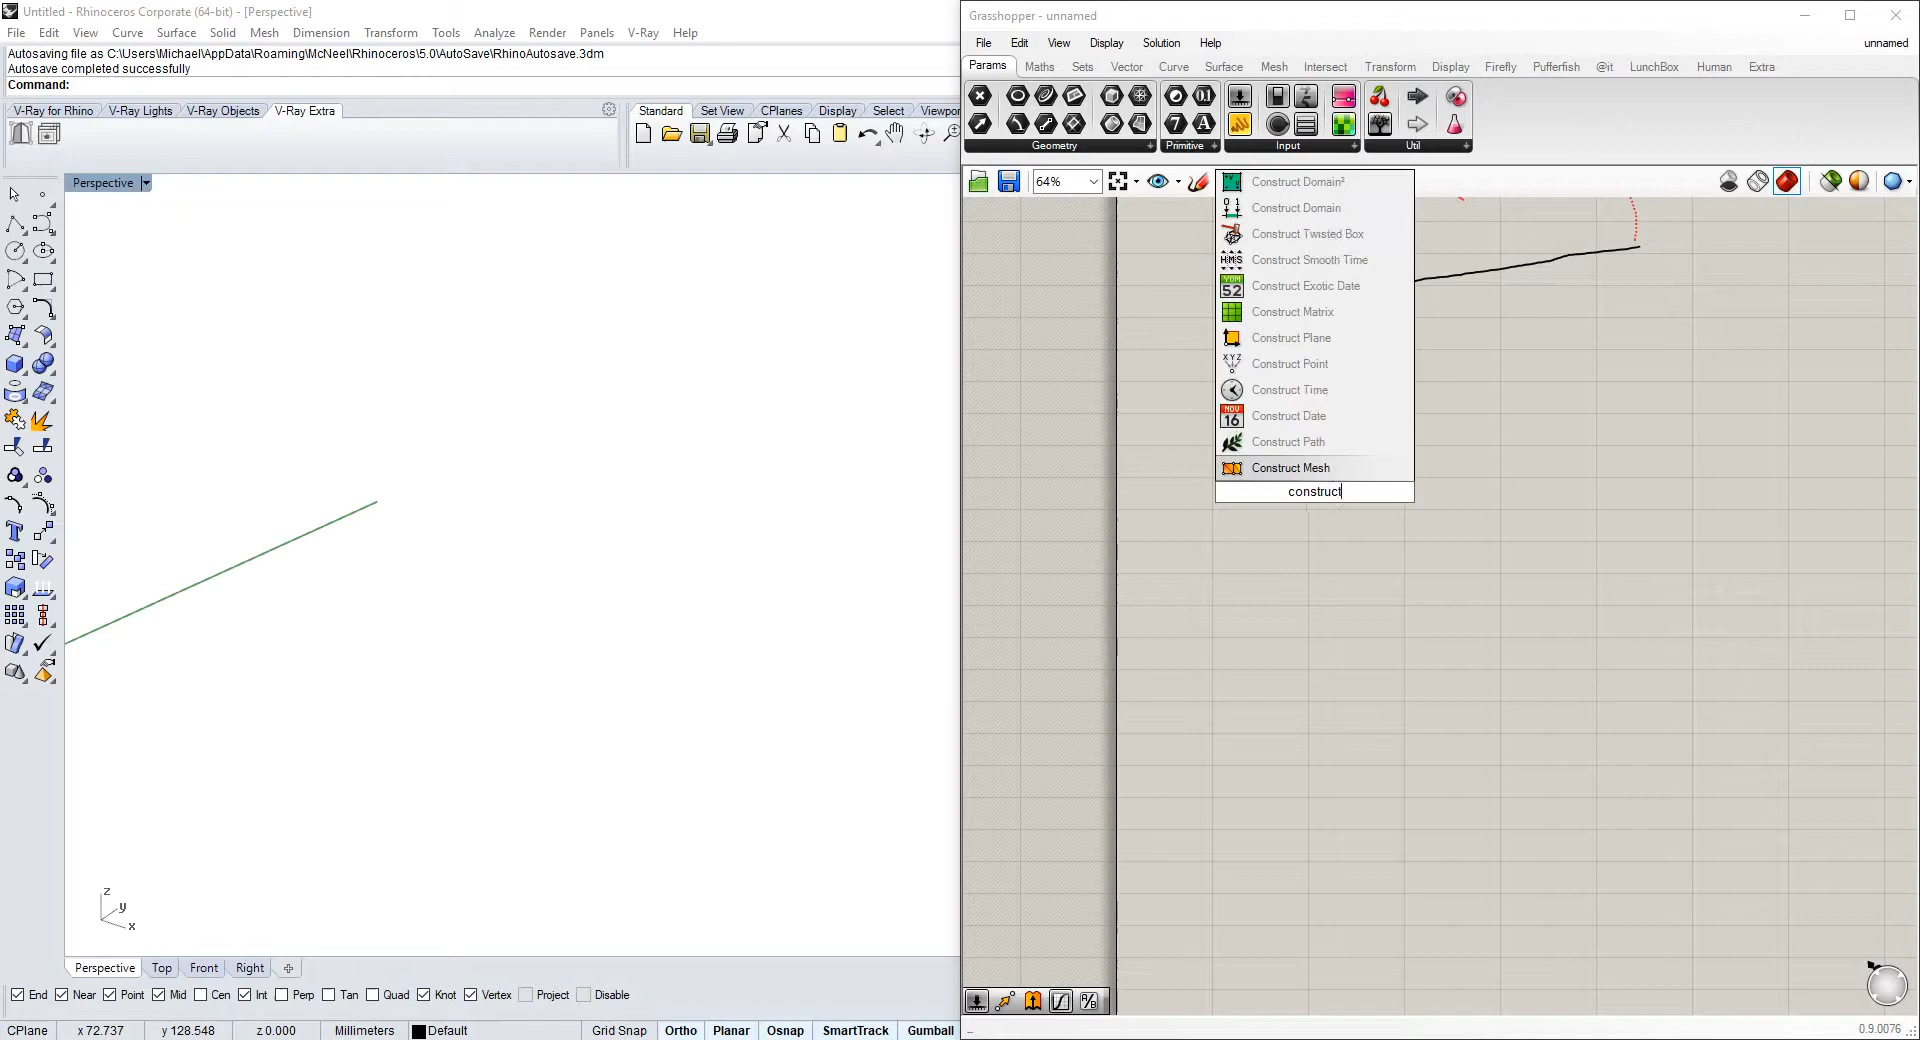 Untitled - Rhinoceros Corporate (64-bit) - [Perspective]
File Edit View Curve Surface Solid Mesh Dimension Transform Tools Analyze Render Panels V-Ray Help
Autosaving file as C:\Users\Michael\AppData\Roaming\McNeel\Rhinoceros\5.0\AutoSave\RhinoAutosave.3dm
Autosave completed successfully
Command:
V-Ray for Rhino V-Ray Lights V-Ray Objects V-Ray Extra
Standard Set View CPlanes Display Select Viewpor
Perspective
z
y
x
Perspective Top Front Right
End Near Point Mid Cen Int Perp Tan Quad Knot Vertex Project Disable
CPlane x 72.737 y 128.548 z 0.000 Millimeters Default Grid Snap Ortho Planar Osnap SmartTrack Gumball
Grasshopper - unnamed
File Edit View Display Solution Help unnamed
Params Maths Sets Vector Curve Surface Mesh Intersect Transform Display Firefly Pufferfish @it LunchBox Human Extra
Geometry Primitive Input Util
64%
Construct Domain²
Construct Domain
Construct Twisted Box
Construct Smooth Time
Construct Exotic Date
Construct Matrix
Construct Plane
Construct Point
Construct Time
Construct Date
Construct Path
Construct Mesh
construct
0.9.0076